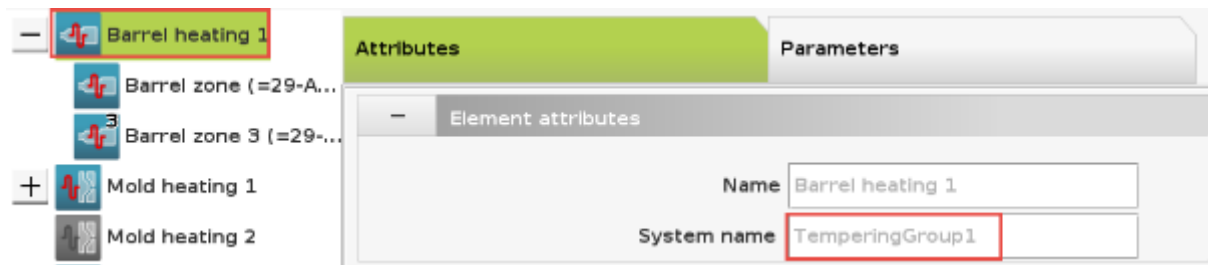 Barrel heating 1
Barrel zone (=29-A...
3
Barrel zone 3 (=29-...
Mold heating 1
Mold heating 2
Attributes
Parameters
Element attributes
Name Barrel heating 1
System name TemperingGroup1